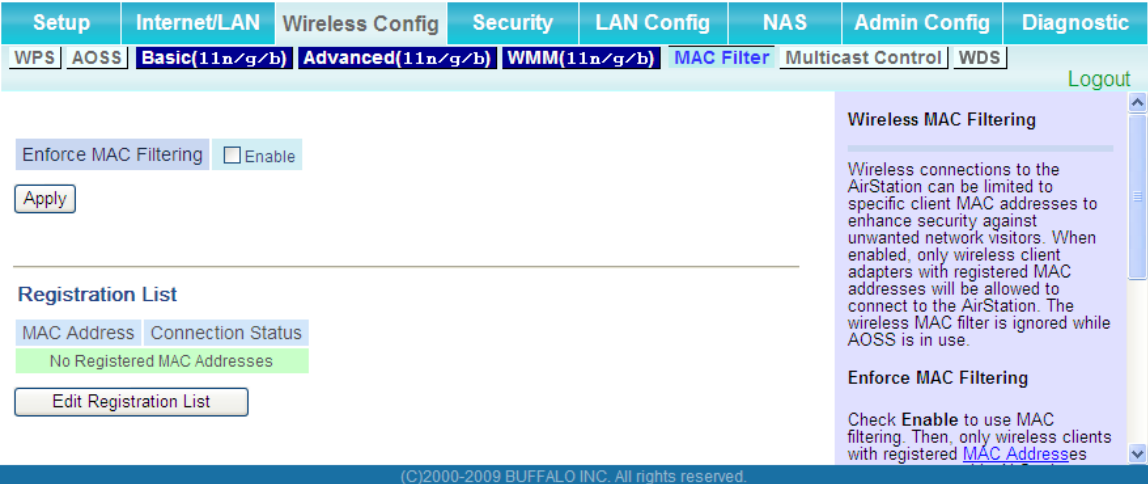 Setup Internet/LAN Wireless Config Security LAN Config NAS Admin Config Diagnostic
WPS AOSS Basic(11n/g/b) Advanced(11n/g/b) WMM(11n/g/b) MAC Filter Multicast Control WDS
Logout
Enforce MAC Filtering Enable
Apply
Registration List
MAC Address Connection Status
No Registered MAC Addresses
Edit Registration List
Wireless MAC Filtering
Wireless connections to the
AirStation can be limited to
specific client MAC addresses to
enhance security against
unwanted network visitors. When
enabled, only wireless client
adapters with registered MAC
addresses will be allowed to
connect to the AirStation. The
wireless MAC filter is ignored while
AOSS is in use.
Enforce MAC Filtering
Check Enable to use MAC
filtering. Then, only wireless clients
with registered MAC Addresses
(C)2000-2009 BUFFALO INC. All rights reserved.